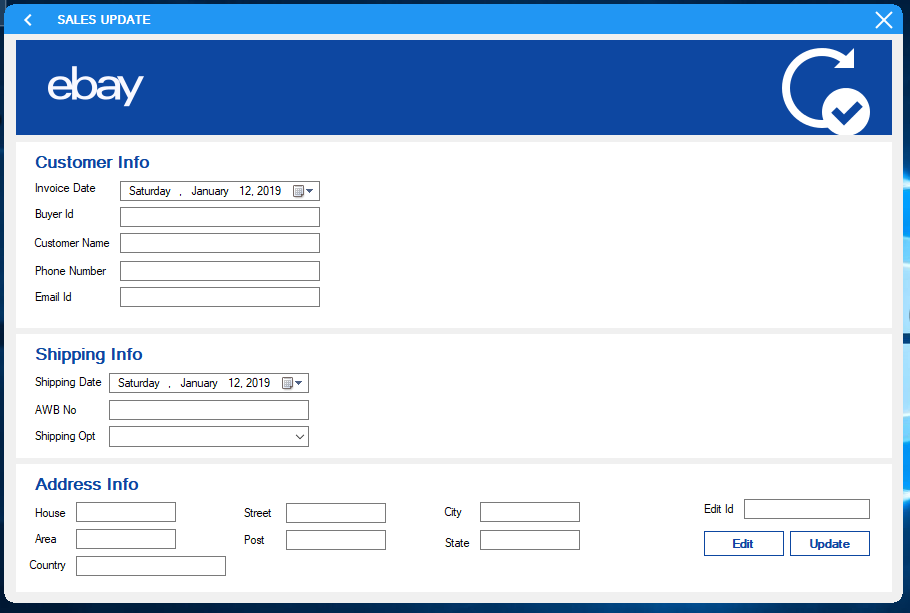 SALES UPDATE
ebay
Customer Info
Invoice Date Saturday , January 12, 2019
Buyer Id
Customer Name
Phone Number
Email Id
Shipping Info
Shipping Date Saturday , January 12, 2019
AWB No
Shipping Opt
Address Info
House Street City Edit Id
Area Post State Edit Update
Country